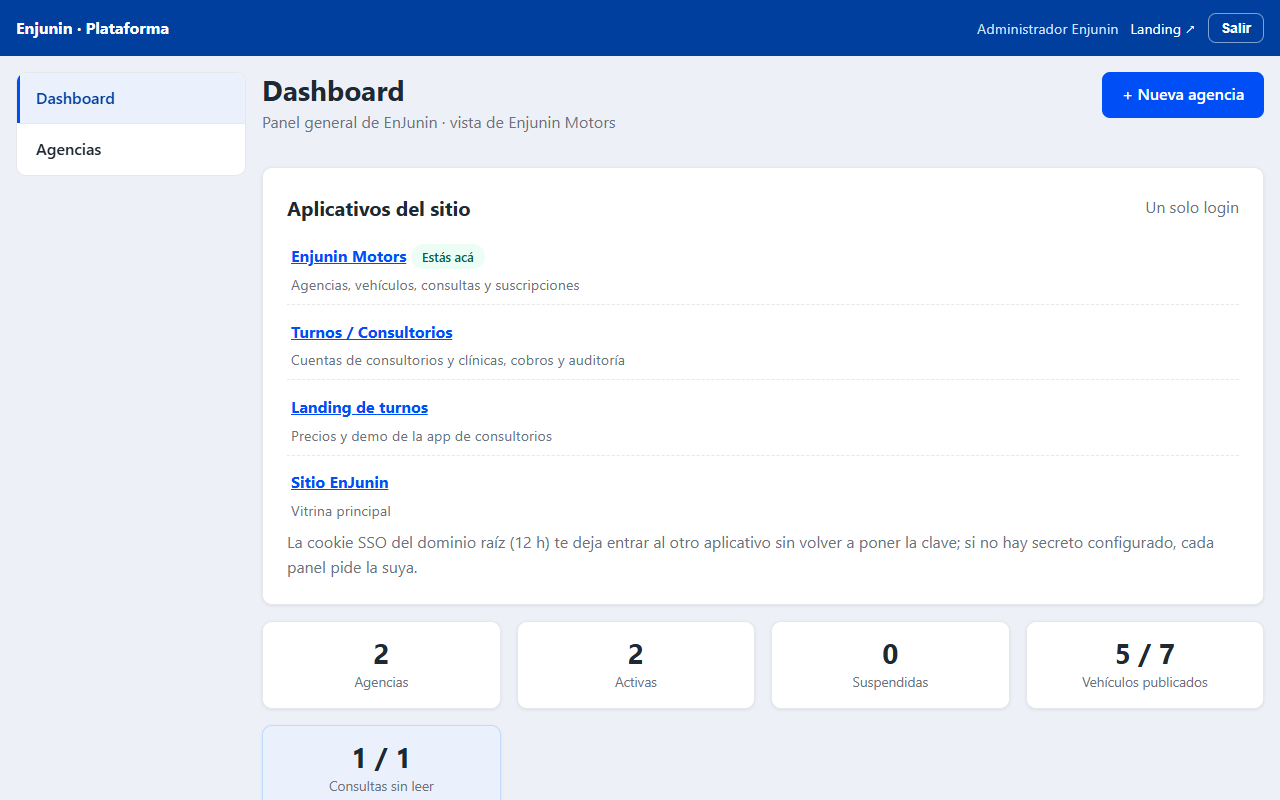 Enjunin · Plataforma
Administrador Enjunin
Landing ↗
Salir
Dashboard
Agencias
Dashboard
Panel general de EnJunin · vista de Enjunin Motors
+ Nueva agencia
Aplicativos del sitio
Un solo login
Enjunin Motors
Estás acá
Agencias, vehículos, consultas y suscripciones
Turnos / Consultorios
Cuentas de consultorios y clínicas, cobros y auditoría
Landing de turnos
Precios y demo de la app de consultorios
Sitio EnJunin
Vitrina principal
La cookie SSO del dominio raíz (12 h) te deja entrar al otro aplicativo sin volver a poner la clave; si no hay secreto configurado, cada
panel pide la suya.
2
Agencias
2
Activas
0
Suspendidas
5 / 7
Vehículos publicados
1 / 1
Consultas sin leer